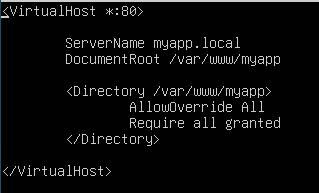 <VirtualHost *:80>
ServerName myapp.local
DocumentRoot /var/www/myapp
<Directory /var/www/myapp>
AllowOverride All
Require all granted
</Directory>
</VirtualHost>